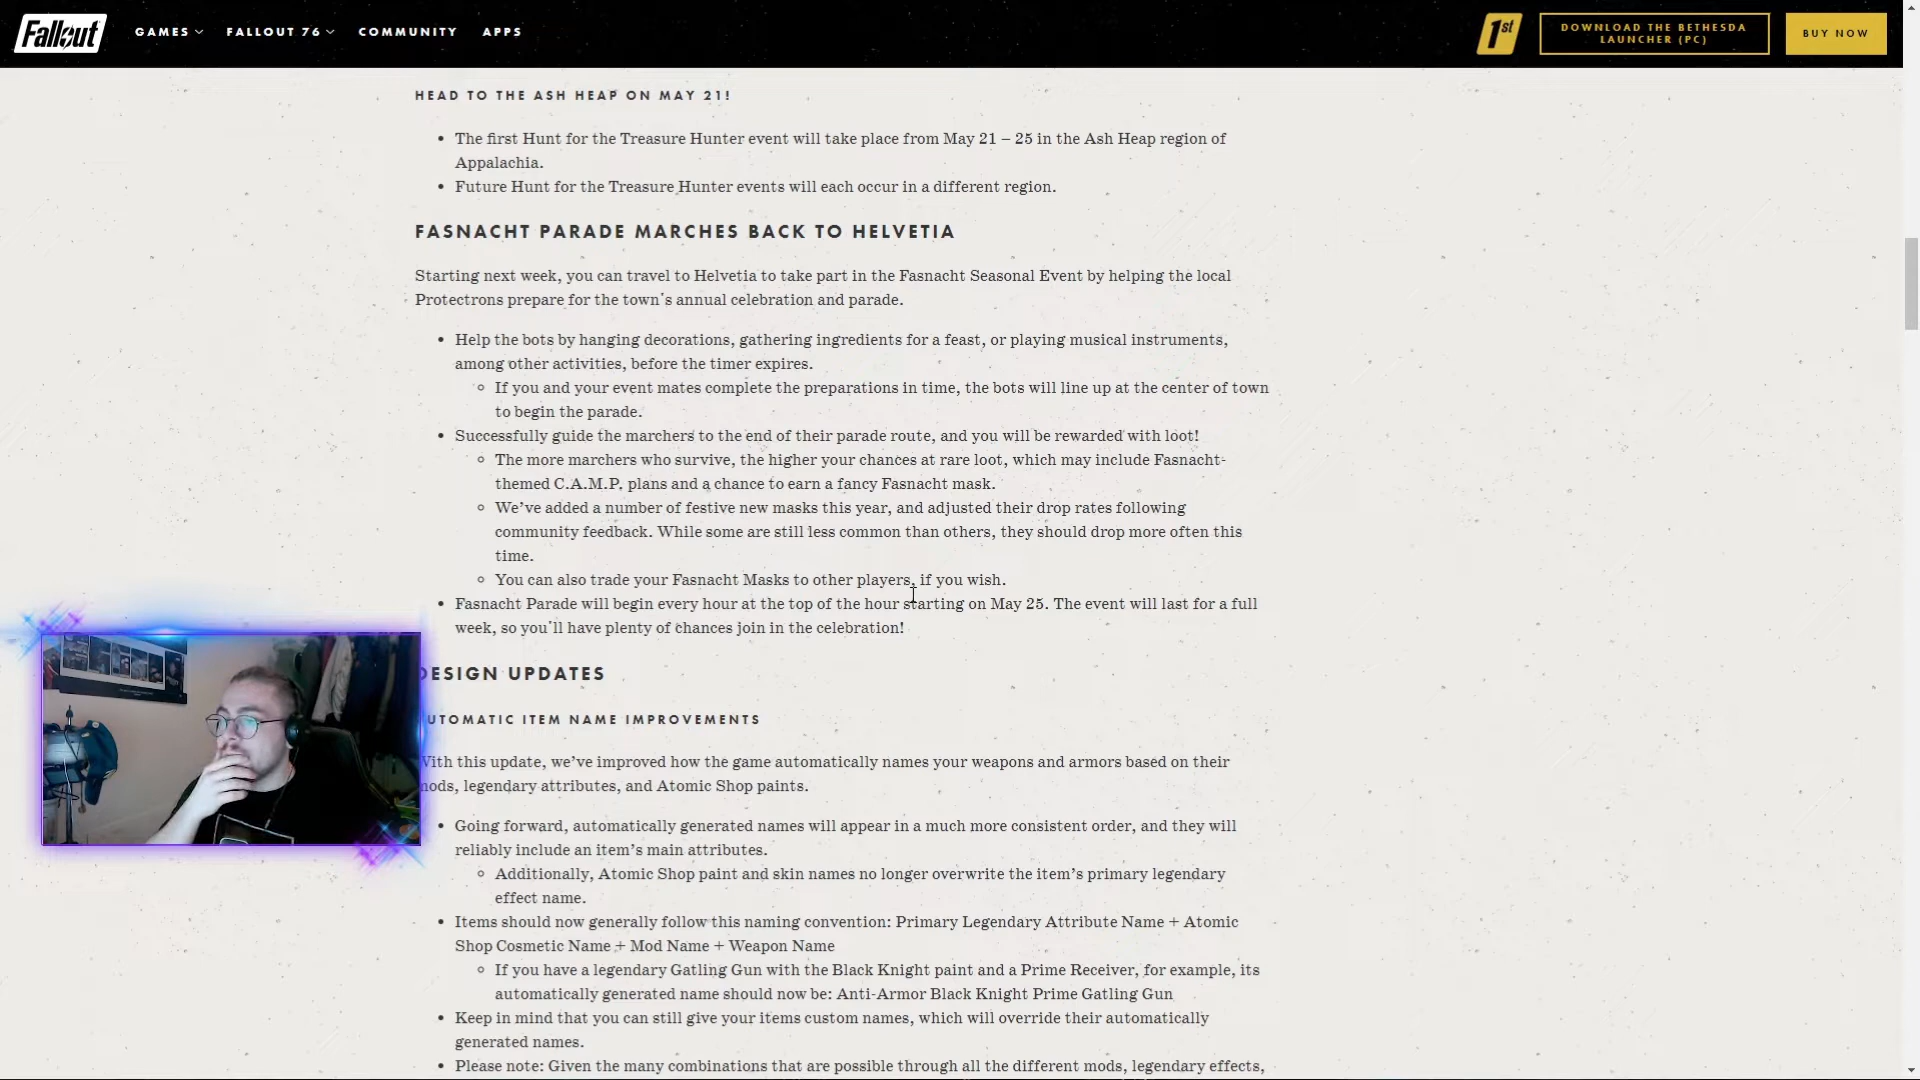 Fallout
GAMES
FALLOUT 76
COMMUNITY
APPS
1st
DOWNLOAD THE BETHESDA
LAUNCHER (PC)
BUY NOW
HEAD TO THE ASH HEAP ON MAY 21!
• The first Hunt for the Treasure Hunter event will take place from May 21 – 25 in the Ash Heap region of
Appalachia.
• Future Hunt for the Treasure Hunter events will each occur in a different region.
FASNACHT PARADE MARCHES BACK TO HELVETIA
Starting next week, you can travel to Helvetia to take part in the Fasnacht Seasonal Event by helping the local
Protectrons prepare for the town's annual celebration and parade.
• Help the bots by hanging decorations, gathering ingredients for a feast, or playing musical instruments,
among other activities, before the timer expires.
◦ If you and your event mates complete the preparations in time, the bots will line up at the center of town
to begin the parade.
• Successfully guide the marchers to the end of their parade route, and you will be rewarded with loot!
◦ The more marchers who survive, the higher your chances at rare loot, which may include Fasnacht-
themed C.A.M.P. plans and a chance to earn a fancy Fasnacht mask.
◦ We've added a number of festive new masks this year, and adjusted their drop rates following
community feedback. While some are still less common than others, they should drop more often this
time.
◦ You can also trade your Fasnacht Masks to other players, if you wish.
• Fasnacht Parade will begin every hour at the top of the hour starting on May 25. The event will last for a full
week, so you'll have plenty of chances join in the celebration!
DESIGN UPDATES
UTOMATIC ITEM NAME IMPROVEMENTS
With this update, we've improved how the game automatically names your weapons and armors based on their
mods, legendary attributes, and Atomic Shop paints.
• Going forward, automatically generated names will appear in a much more consistent order, and they will
reliably include an item's main attributes.
◦ Additionally, Atomic Shop paint and skin names no longer overwrite the item's primary legendary
effect name.
• Items should now generally follow this naming convention: Primary Legendary Attribute Name + Atomic
Shop Cosmetic Name + Mod Name + Weapon Name
◦ If you have a legendary Gatling Gun with the Black Knight paint and a Prime Receiver, for example, its
automatically generated name should now be: Anti-Armor Black Knight Prime Gatling Gun
• Keep in mind that you can still give your items custom names, which will override their automatically
generated names.
• Please note: Given the many combinations that are possible through all the different mods, legendary effects,